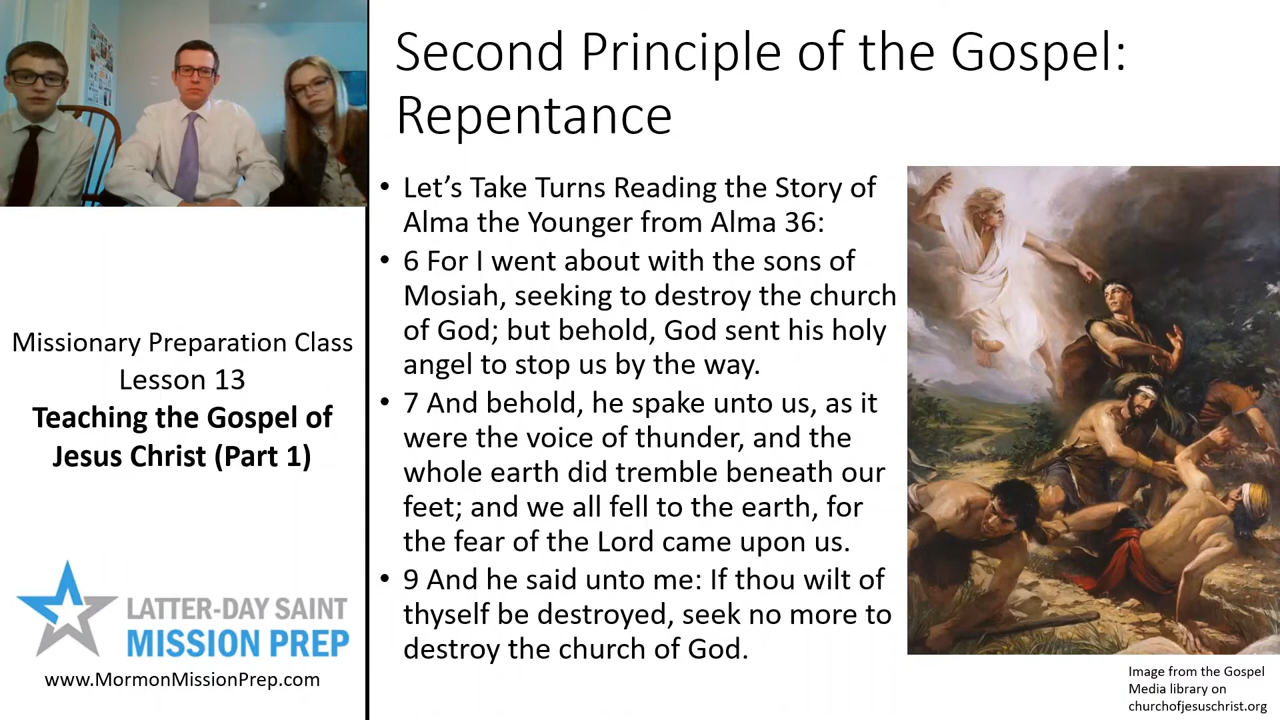 Second Principle of the Gospel:
Repentance
• Let’s Take Turns Reading the Story of
Alma the Younger from Alma 36:
• 6 For I went about with the sons of
Mosiah, seeking to destroy the church
of God; but behold, God sent his holy
angel to stop us by the way.
• 7 And behold, he spake unto us, as it
were the voice of thunder, and the
whole earth did tremble beneath our
feet; and we all fell to the earth, for
the fear of the Lord came upon us.
• 9 And he said unto me: If thou wilt of
thyself be destroyed, seek no more to
destroy the church of God.
Missionary Preparation Class
Lesson 13
Teaching the Gospel of
Jesus Christ (Part 1)
LATTER-DAY SAINT
MISSION PREP
www.MormonMissionPrep.com
Image from the Gospel
Media library on
churchofjesuschrist.org